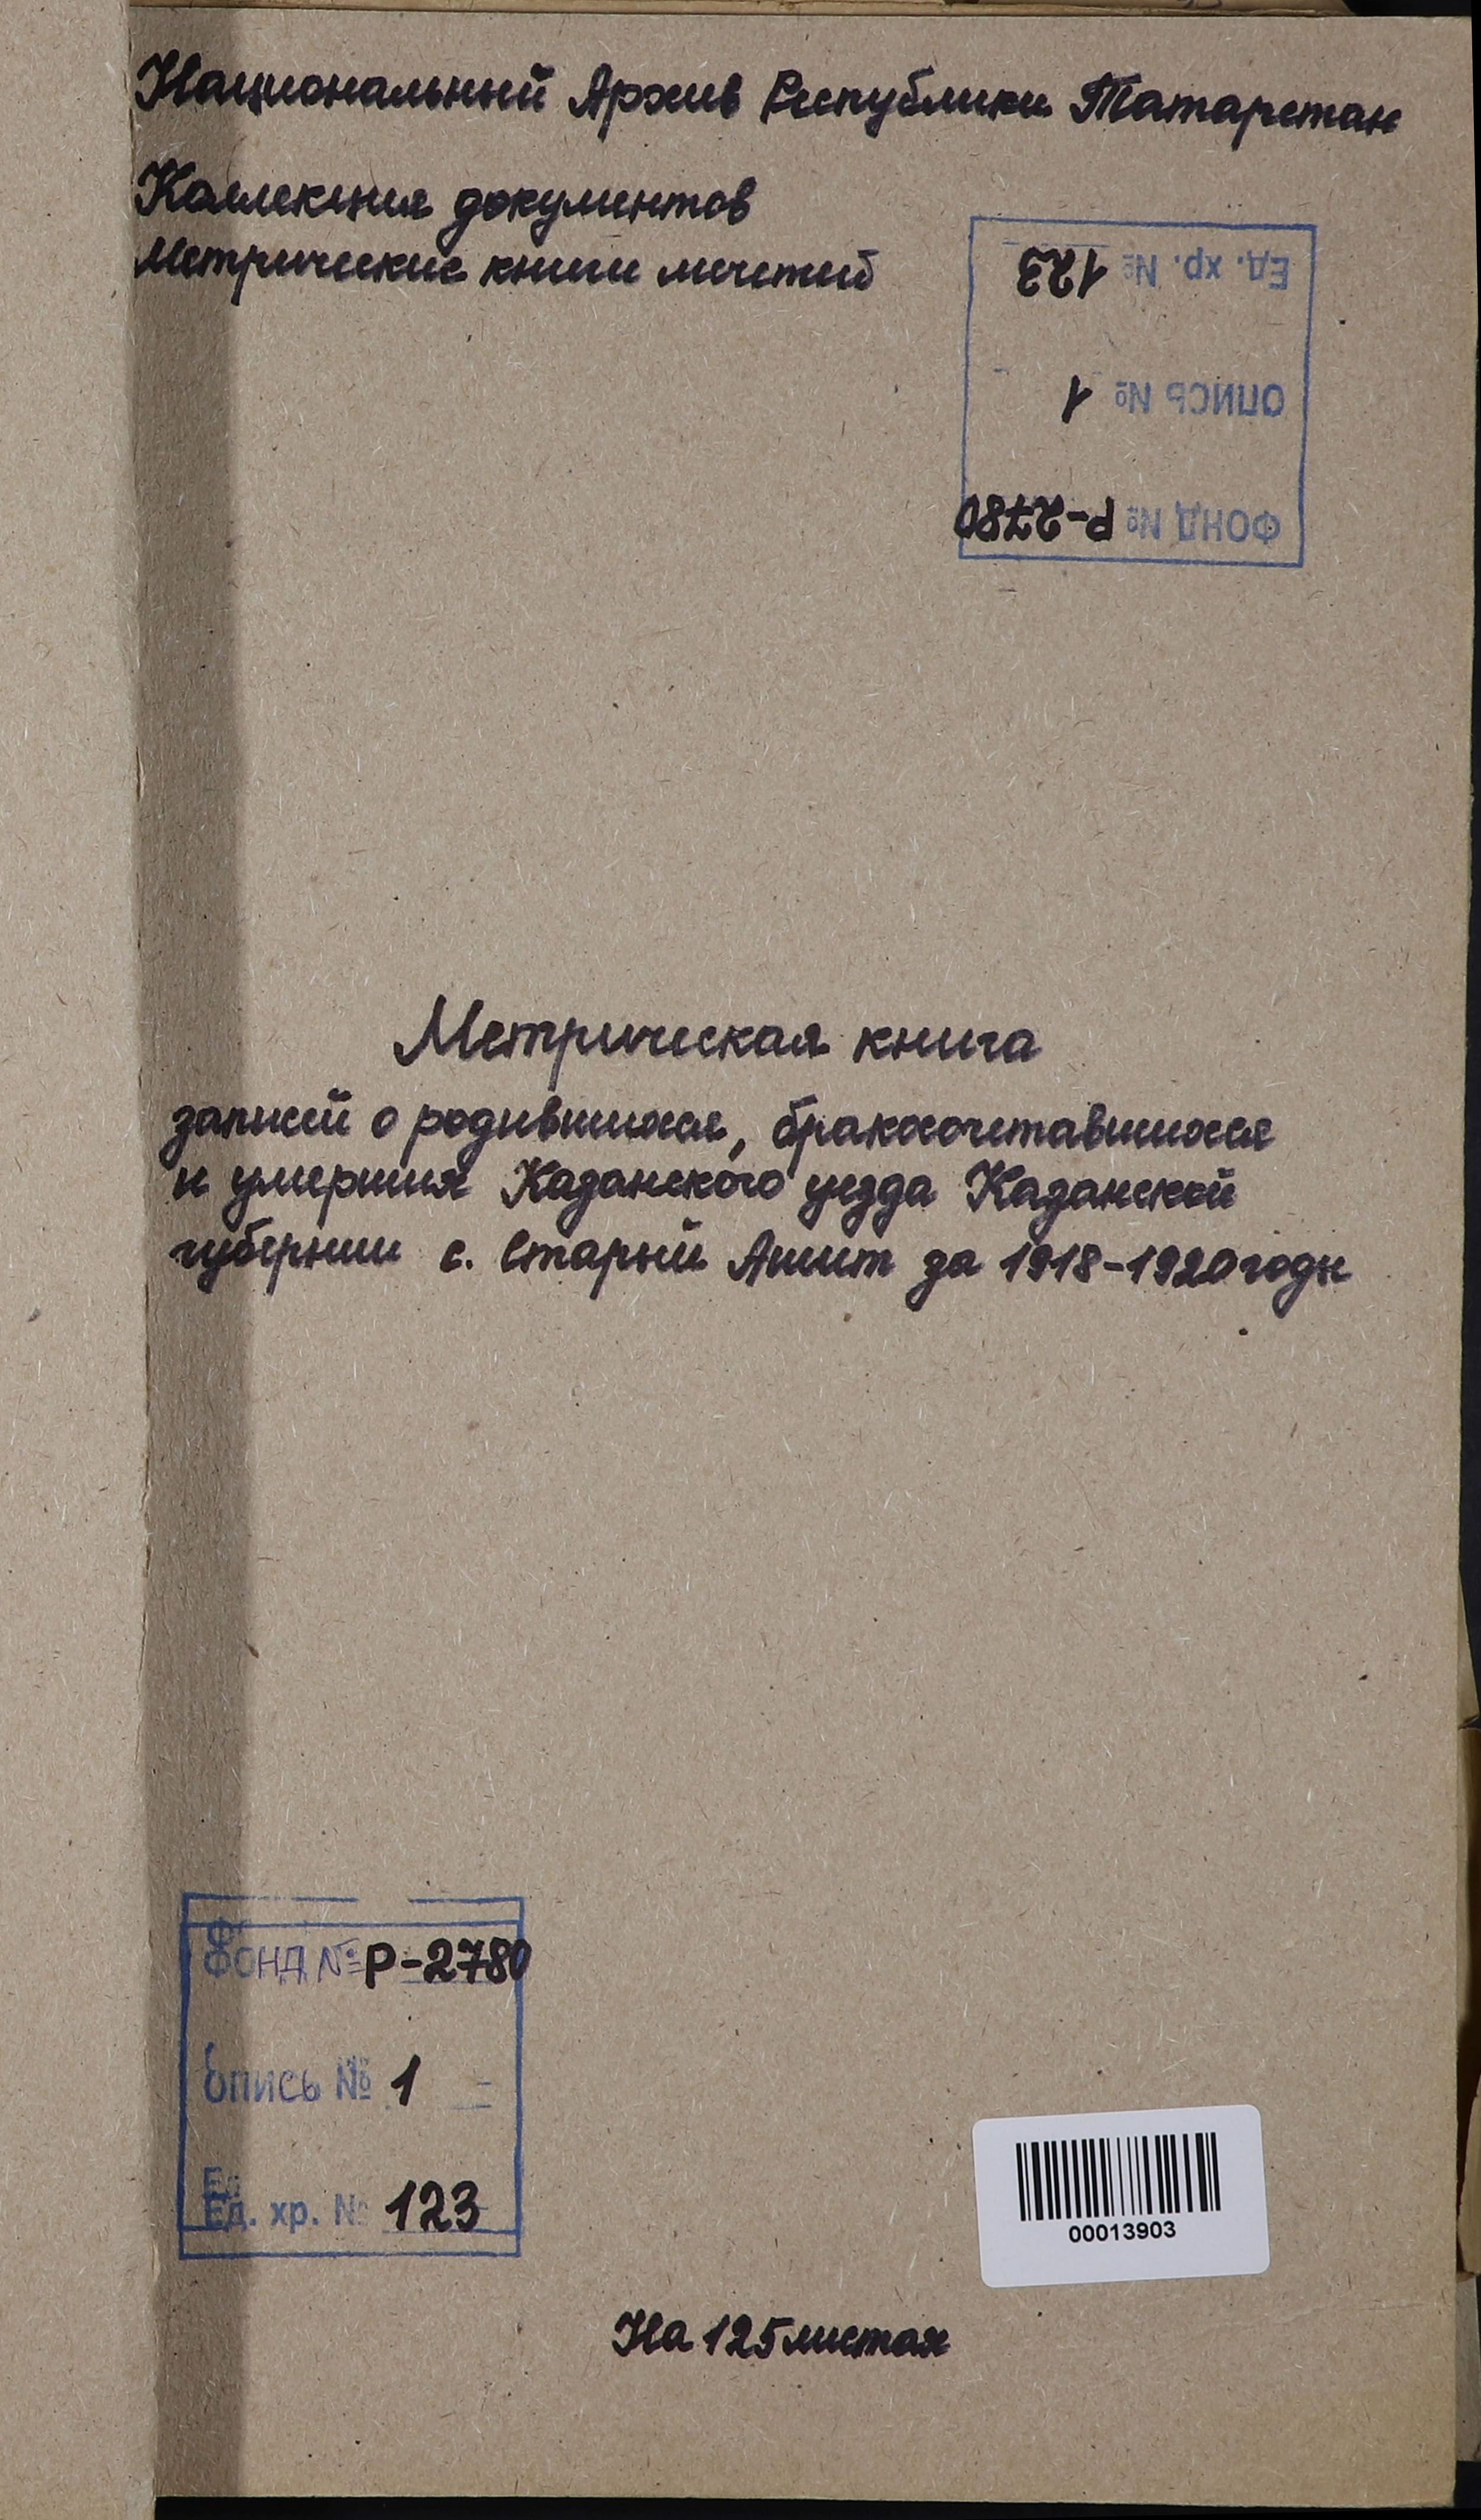 Национальный Архив Республики Татарстан
Коллекция документов
Метрические книги мечетей
Ед. хр. № 123
опись № 1
ФОНД № Р-2780
Метрическая книга
записей о родившихся, бракосочетавшихся
и умерших Казанского уезда Казанской
губернии с. Старый Ашит за 1918-1920 годы
ФОНД № Р-2780
опись № 1
Ед. хр. № 123
00013903
На 125 листах